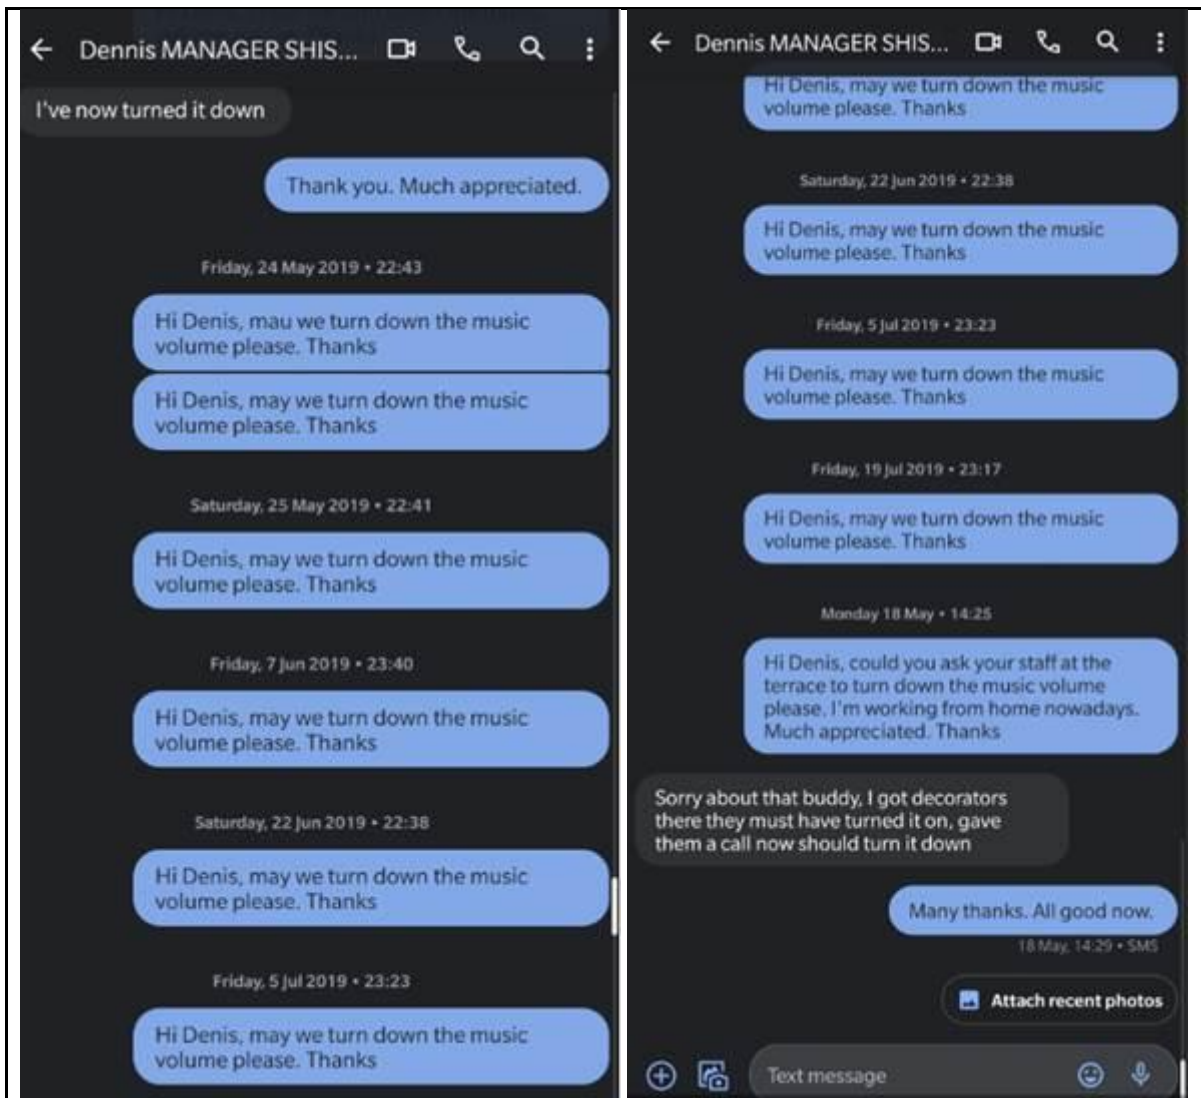 Dennis MANAGER SHIS...
I've now turned it down
Thank you. Much appreciated.
Friday, 24 May 2019 • 22:43
Hi Denis, mau we turn down the music
volume please. Thanks
Hi Denis, may we turn down the music
volume please. Thanks
Saturday, 25 May 2019 • 22:41
Hi Denis, may we turn down the music
volume please. Thanks
Friday, 7 Jun 2019 • 23:40
Hi Denis, may we turn down the music
volume please. Thanks
Saturday, 22 Jun 2019 • 22:38
Hi Denis, may we turn down the music
volume please. Thanks
Friday, 5 Jul 2019 • 23:23
Hi Denis, may we turn down the music
volume please. Thanks
Dennis MANAGER SHIS...
Hi Denis, may we turn down the music
volume please. Thanks
Saturday, 22 Jun 2019 • 22:38
Hi Denis, may we turn down the music
volume please. Thanks
Friday, 5 Jul 2019 • 23:23
Hi Denis, may we turn down the music
volume please. Thanks
Friday, 19 Jul 2019 • 23:17
Hi Denis, may we turn down the music
volume please. Thanks
Monday 18 May • 14:25
Hi Denis, could you ask your staff at the
terrace to turn down the music volume
please. I'm working from home nowadays.
Much appreciated. Thanks
Sorry about that buddy, I got decorators
there they must have turned it on, gave
them a call now should turn it down
Many thanks. All good now.
18 May, 14:29 • SMS
Attach recent photos
Text message